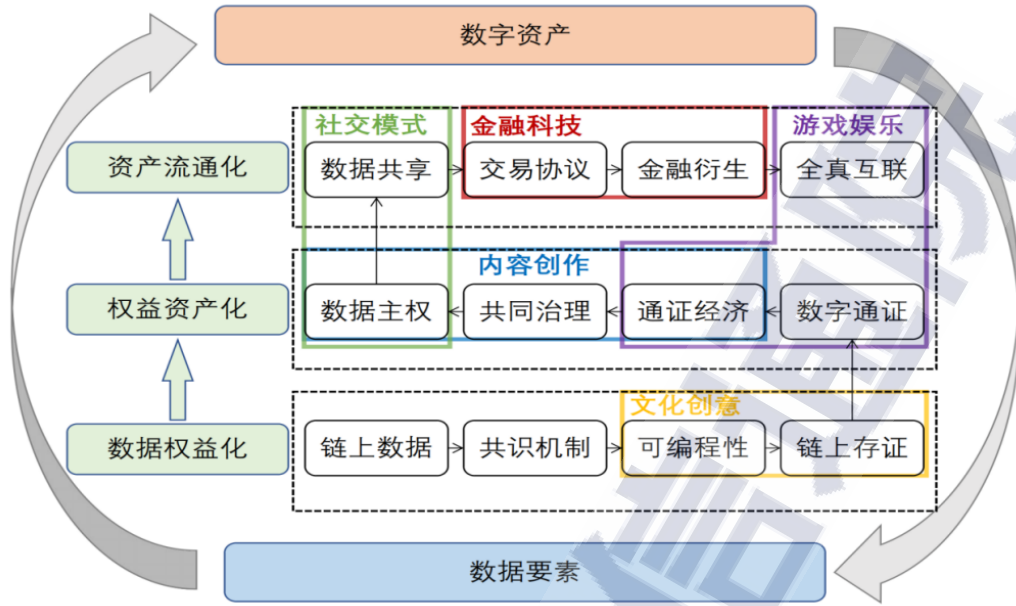 数字资产
社交模式
金融科技
游戏娱乐
资产流通化
数据共享
交易协议
金融衍生
全真互联
内容创作
权益资产化
数据主权
共同治理
通证经济
数字通证
文化创意
数据权益化
链上数据
共识机制
可编程性
链上存证
数据要素
信通院